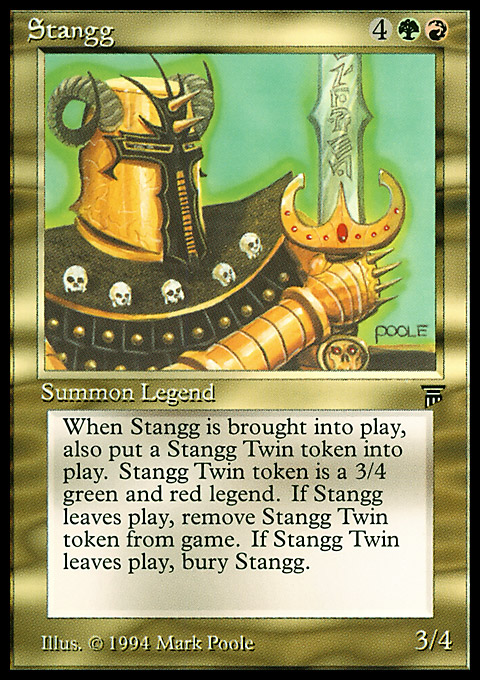 Stangg 4
POOLE
Summon Legend
When Stangg is brought into play,
also put a Stangg Twin token into
play. Stangg Twin token is a 3/4
green and red legend. If Stangg
leaves play, remove Stangg Twin
token from game. If Stangg Twin
leaves play, bury Stangg.
Illus. © 1994 Mark Poole 3/4